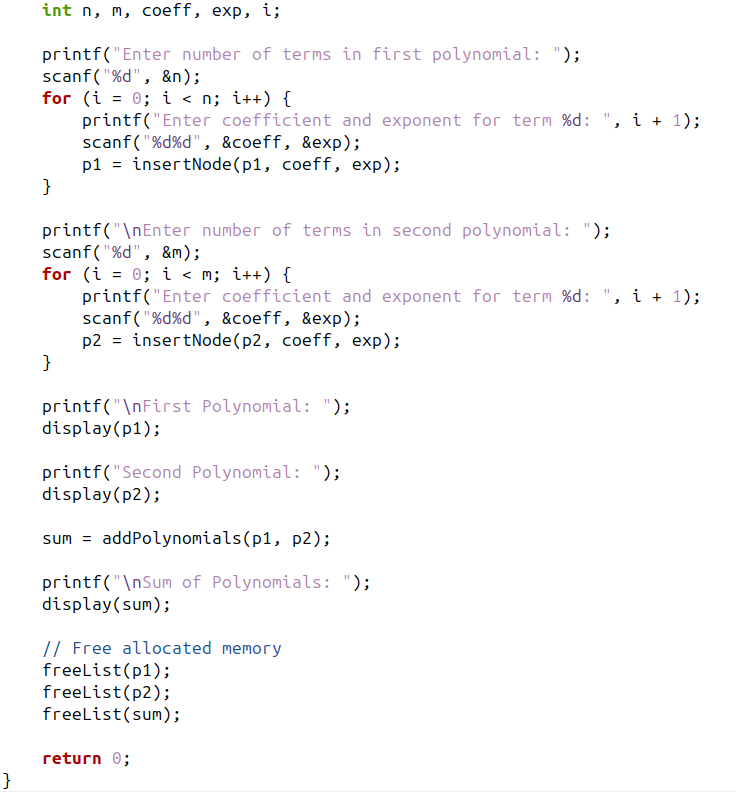 int n, m, coeff, exp, i;

    printf("Enter number of terms in first polynomial: ");
    scanf("%d", &n);
    for (i = 0; i < n; i++) {
        printf("Enter coefficient and exponent for term %d: ", i + 1);
        scanf("%d%d", &coeff, &exp);
        p1 = insertNode(p1, coeff, exp);
    }

    printf("\nEnter number of terms in second polynomial: ");
    scanf("%d", &m);
    for (i = 0; i < m; i++) {
        printf("Enter coefficient and exponent for term %d: ", i + 1);
        scanf("%d%d", &coeff, &exp);
        p2 = insertNode(p2, coeff, exp);
    }

    printf("\nFirst Polynomial: ");
    display(p1);

    printf("Second Polynomial: ");
    display(p2);

    sum = addPolynomials(p1, p2);

    printf("\nSum of Polynomials: ");
    display(sum);

    // Free allocated memory
    freeList(p1);
    freeList(p2);
    freeList(sum);

    return 0;
}